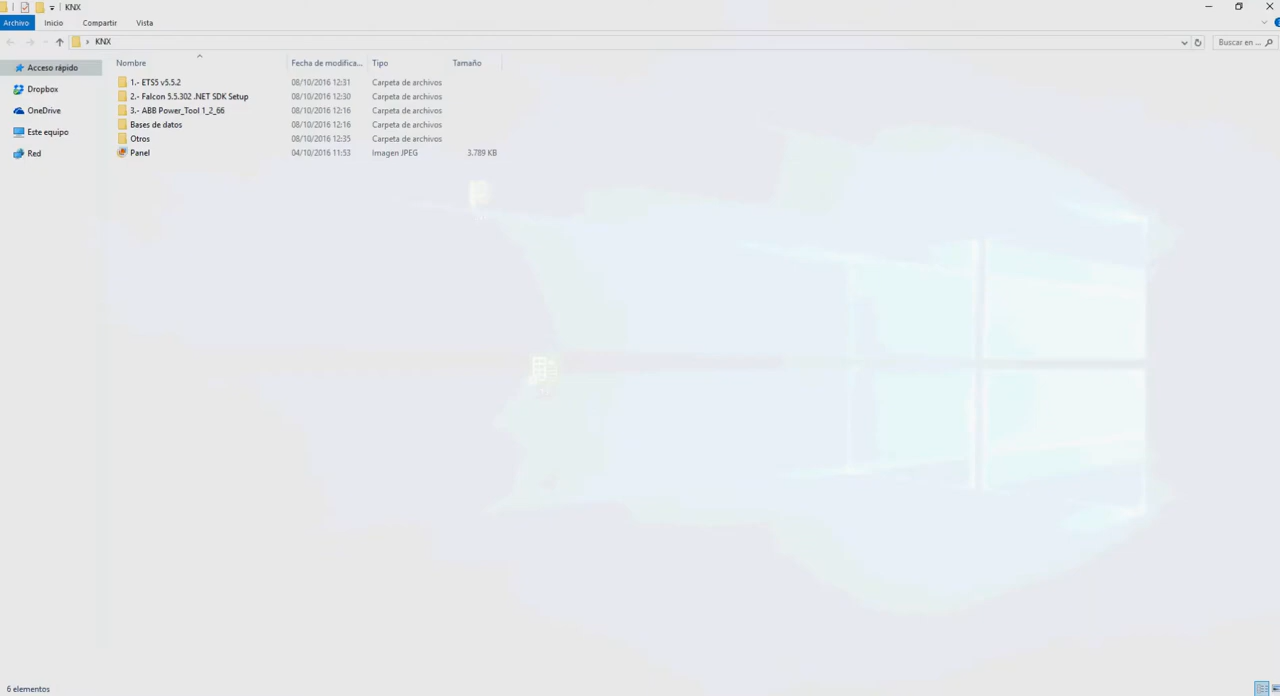 KNX
Archivo Inicio Compartir Vista
KNX Buscar en ...
Nombre Fecha de modifica... Tipo Tamaño
Acceso rápido
Dropbox
OneDrive
Este equipo
Red
1.- ETS5 v5.5.2 08/10/2016 12:31 Carpeta de archivos
2.- Falcon 5.5.302 .NET SDK Setup 08/10/2016 12:30 Carpeta de archivos
3.- ABB Power_Tool 1_2_66 08/10/2016 12:16 Carpeta de archivos
Bases de datos 08/10/2016 12:16 Carpeta de archivos
Otros 08/10/2016 12:35 Carpeta de archivos
Panel 04/10/2016 11:53 Imagen JPEG 3.789 KB
6 elementos